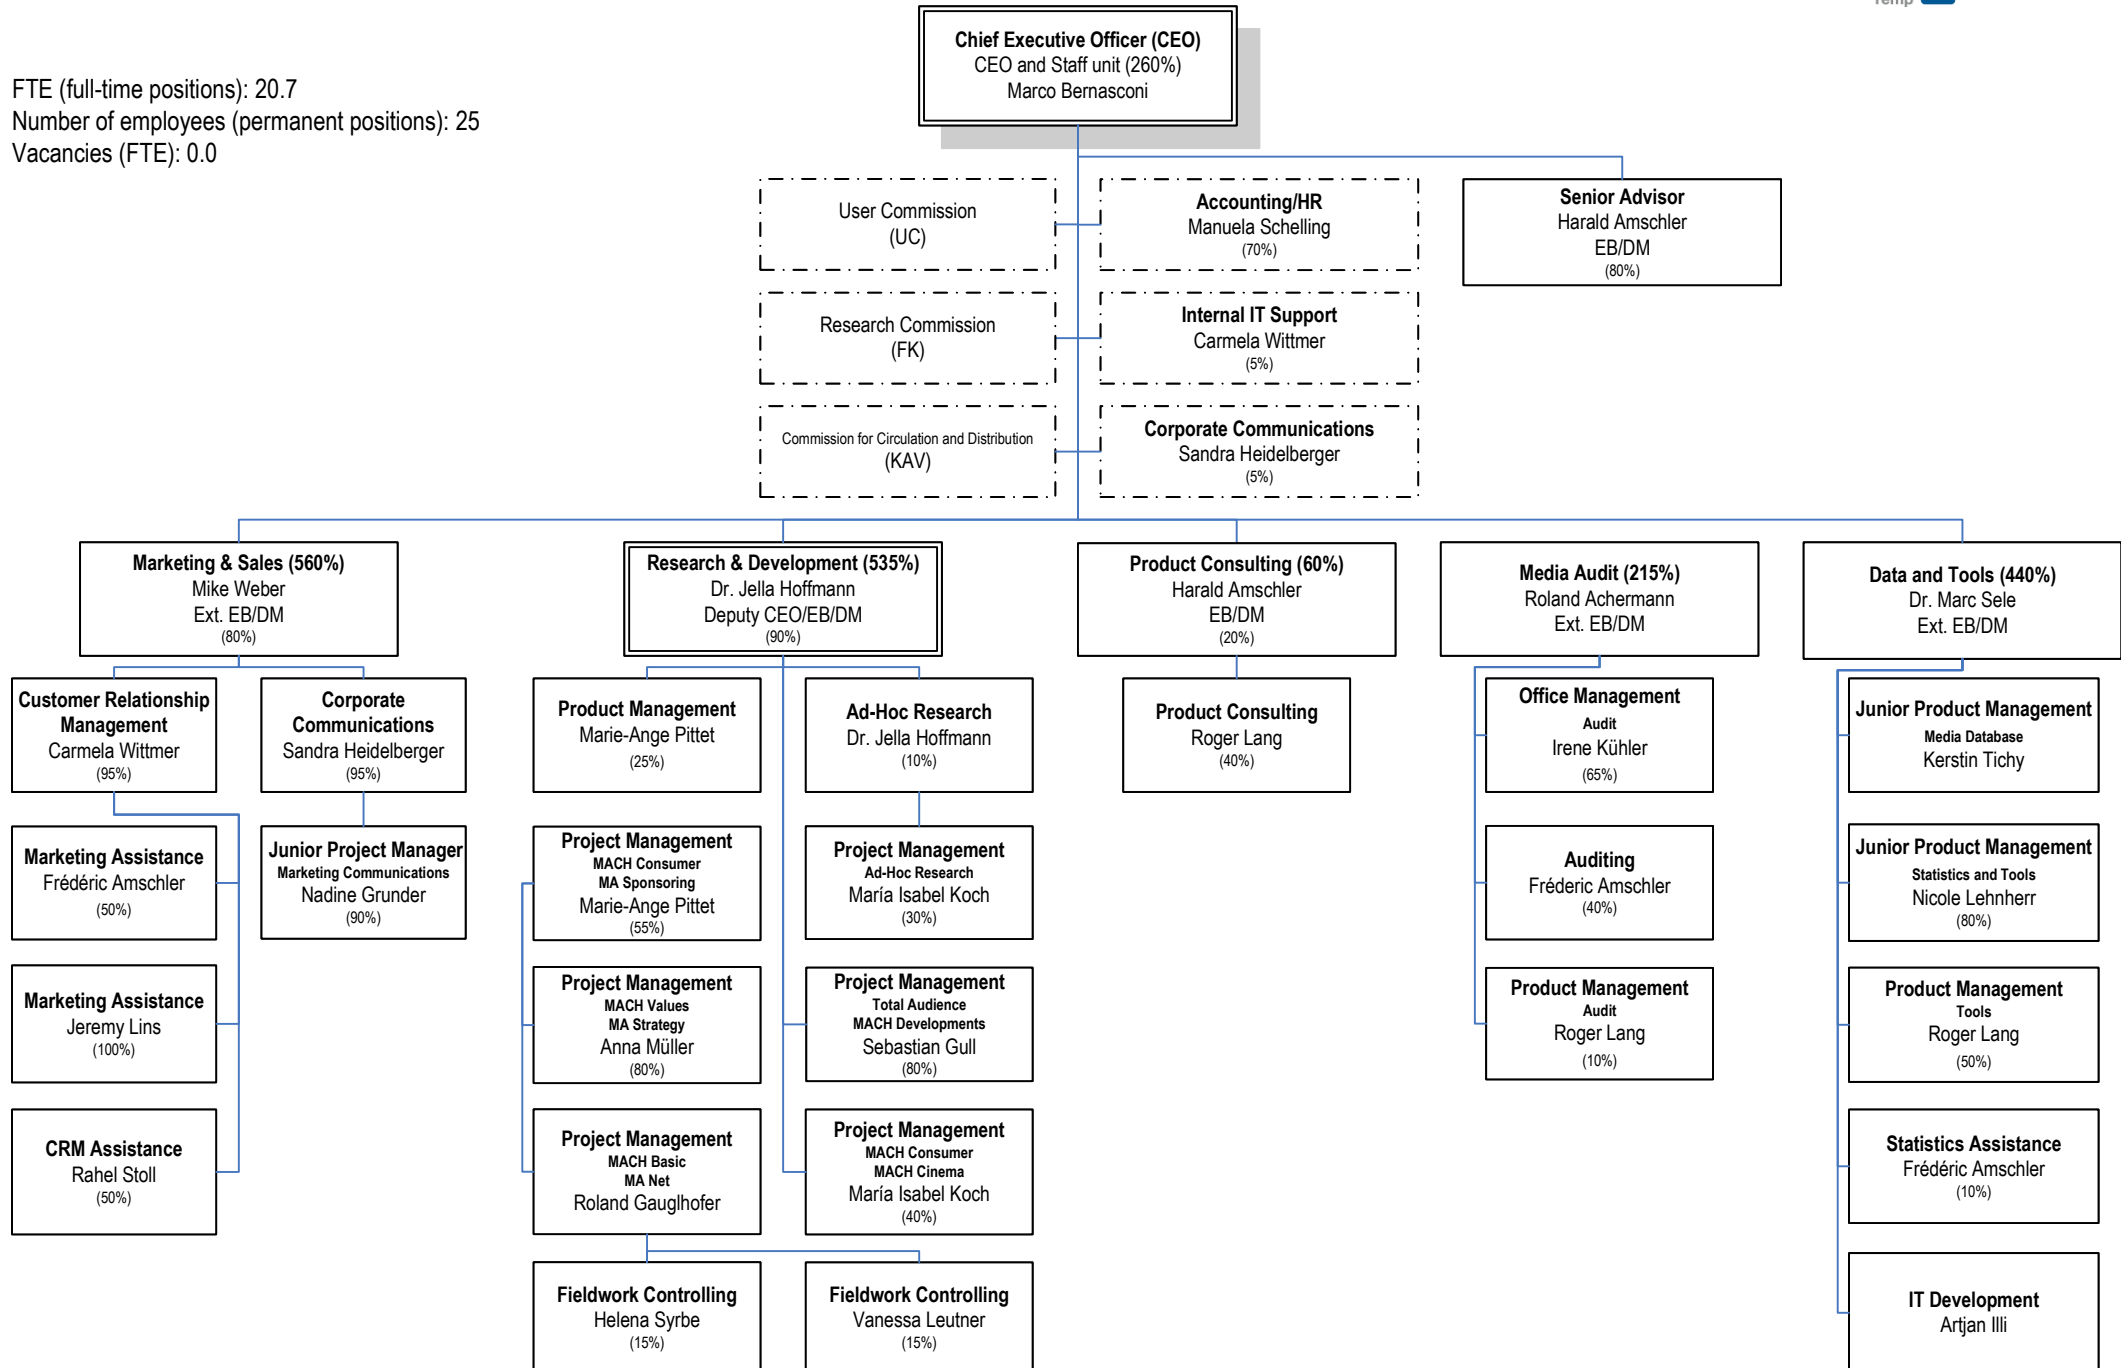 Temp
FTE (full-time positions): 20.7
Number of employees (permanent positions): 25
Vacancies (FTE): 0.0
Chief Executive Officer (CEO)
CEO and Staff unit (260%)
Marco Bernasconi
User Commission
(UC)
Accounting/HR
Manuela Schelling
(70%)
Senior Advisor
Harald Amschler
EB/DM
(80%)
Research Commission
(FK)
Internal IT Support
Carmela Wittmer
(5%)
Commission for Circulation and Distribution
(KAV)
Corporate Communications
Sandra Heidelberger
(5%)
Marketing & Sales (560%)
Mike Weber
Ext. EB/DM
(80%)
Research & Development (535%)
Dr. Jella Hoffmann
Deputy CEO/EB/DM
(90%)
Product Consulting (60%)
Harald Amschler
EB/DM
(20%)
Media Audit (215%)
Roland Achermann
Ext. EB/DM
Data and Tools (440%)
Dr. Marc Sele
Ext. EB/DM
Customer Relationship
Management
Carmela Wittmer
(95%)
Corporate
Communications
Sandra Heidelberger
(95%)
Product Management
Marie-Ange Pittet
(25%)
Ad-Hoc Research
Dr. Jella Hoffmann
(10%)
Product Consulting
Roger Lang
(40%)
Office Management
Audit
Irene Kühler
(65%)
Junior Product Management
Media Database
Kerstin Tichy
Marketing Assistance
Frédéric Amschler
(50%)
Junior Project Manager
Marketing Communications
Nadine Grunder
(90%)
Project Management
MACH Consumer
MA Sponsoring
Marie-Ange Pittet
(55%)
Project Management
Ad-Hoc Research
María Isabel Koch
(30%)
Auditing
Fréderic Amschler
(40%)
Junior Product Management
Statistics and Tools
Nicole Lehnherr
(80%)
Marketing Assistance
Jeremy Lins
(100%)
Project Management
MACH Values
MA Strategy
Anna Müller
(80%)
Project Management
Total Audience
MACH Developments
Sebastian Gull
(80%)
Product Management
Audit
Roger Lang
(10%)
Product Management
Tools
Roger Lang
(50%)
CRM Assistance
Rahel Stoll
(50%)
Project Management
MACH Basic
MA Net
Roland Gauglhofer
Project Management
MACH Consumer
MACH Cinema
María Isabel Koch
(40%)
Statistics Assistance
Frédéric Amschler
(10%)
Fieldwork Controlling
Helena Syrbe
(15%)
Fieldwork Controlling
Vanessa Leutner
(15%)
IT Development
Artjan Illi